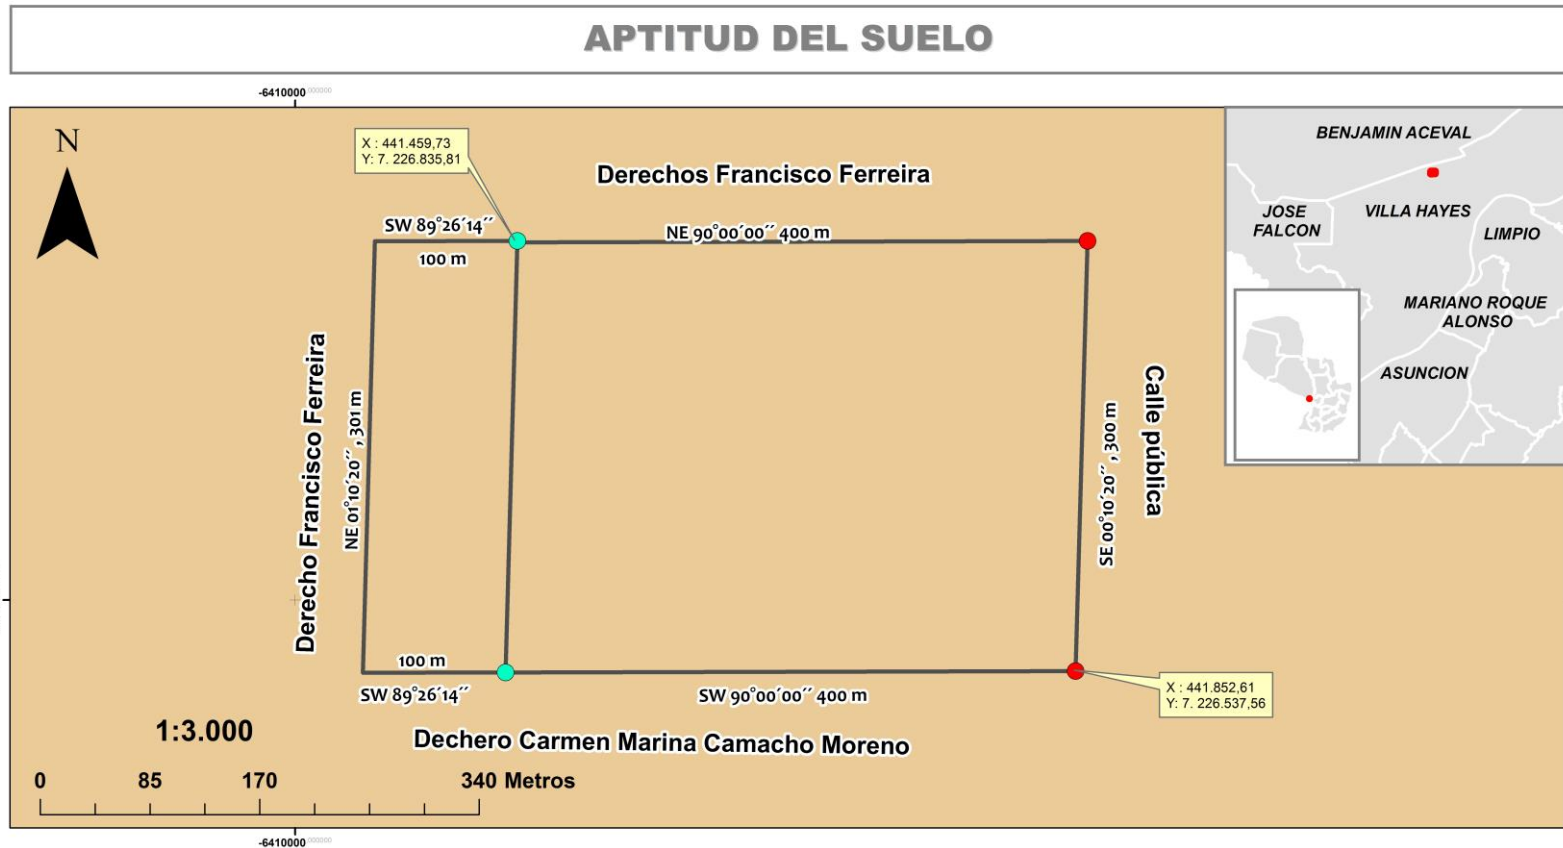 APTITUD DEL SUELO
-6410000,000000
N
X : 441.459,73
Y: 7. 226.835,81
Derechos Francisco Ferreira
SW 89°26´14´´
100 m
NE 90°00´00´´ 400 m
BENJAMIN ACEVAL
JOSE
FALCON
VILLA HAYES
LIMPIO
MARIANO ROQUE
ALONSO
ASUNCION
Derecho Francisco Ferreira
NE 01°10´20´´ , 301 m
SE 00°10´20´´ , 300 m
Calle pública
100 m
SW 89°26´14´´
SW 90°00´00´´ 400 m
X : 441.852,61
Y: 7. 226.537,56
1:3.000
Dechero Carmen Marina Camacho Moreno
0 85 170 340 Metros
-6410000,000000